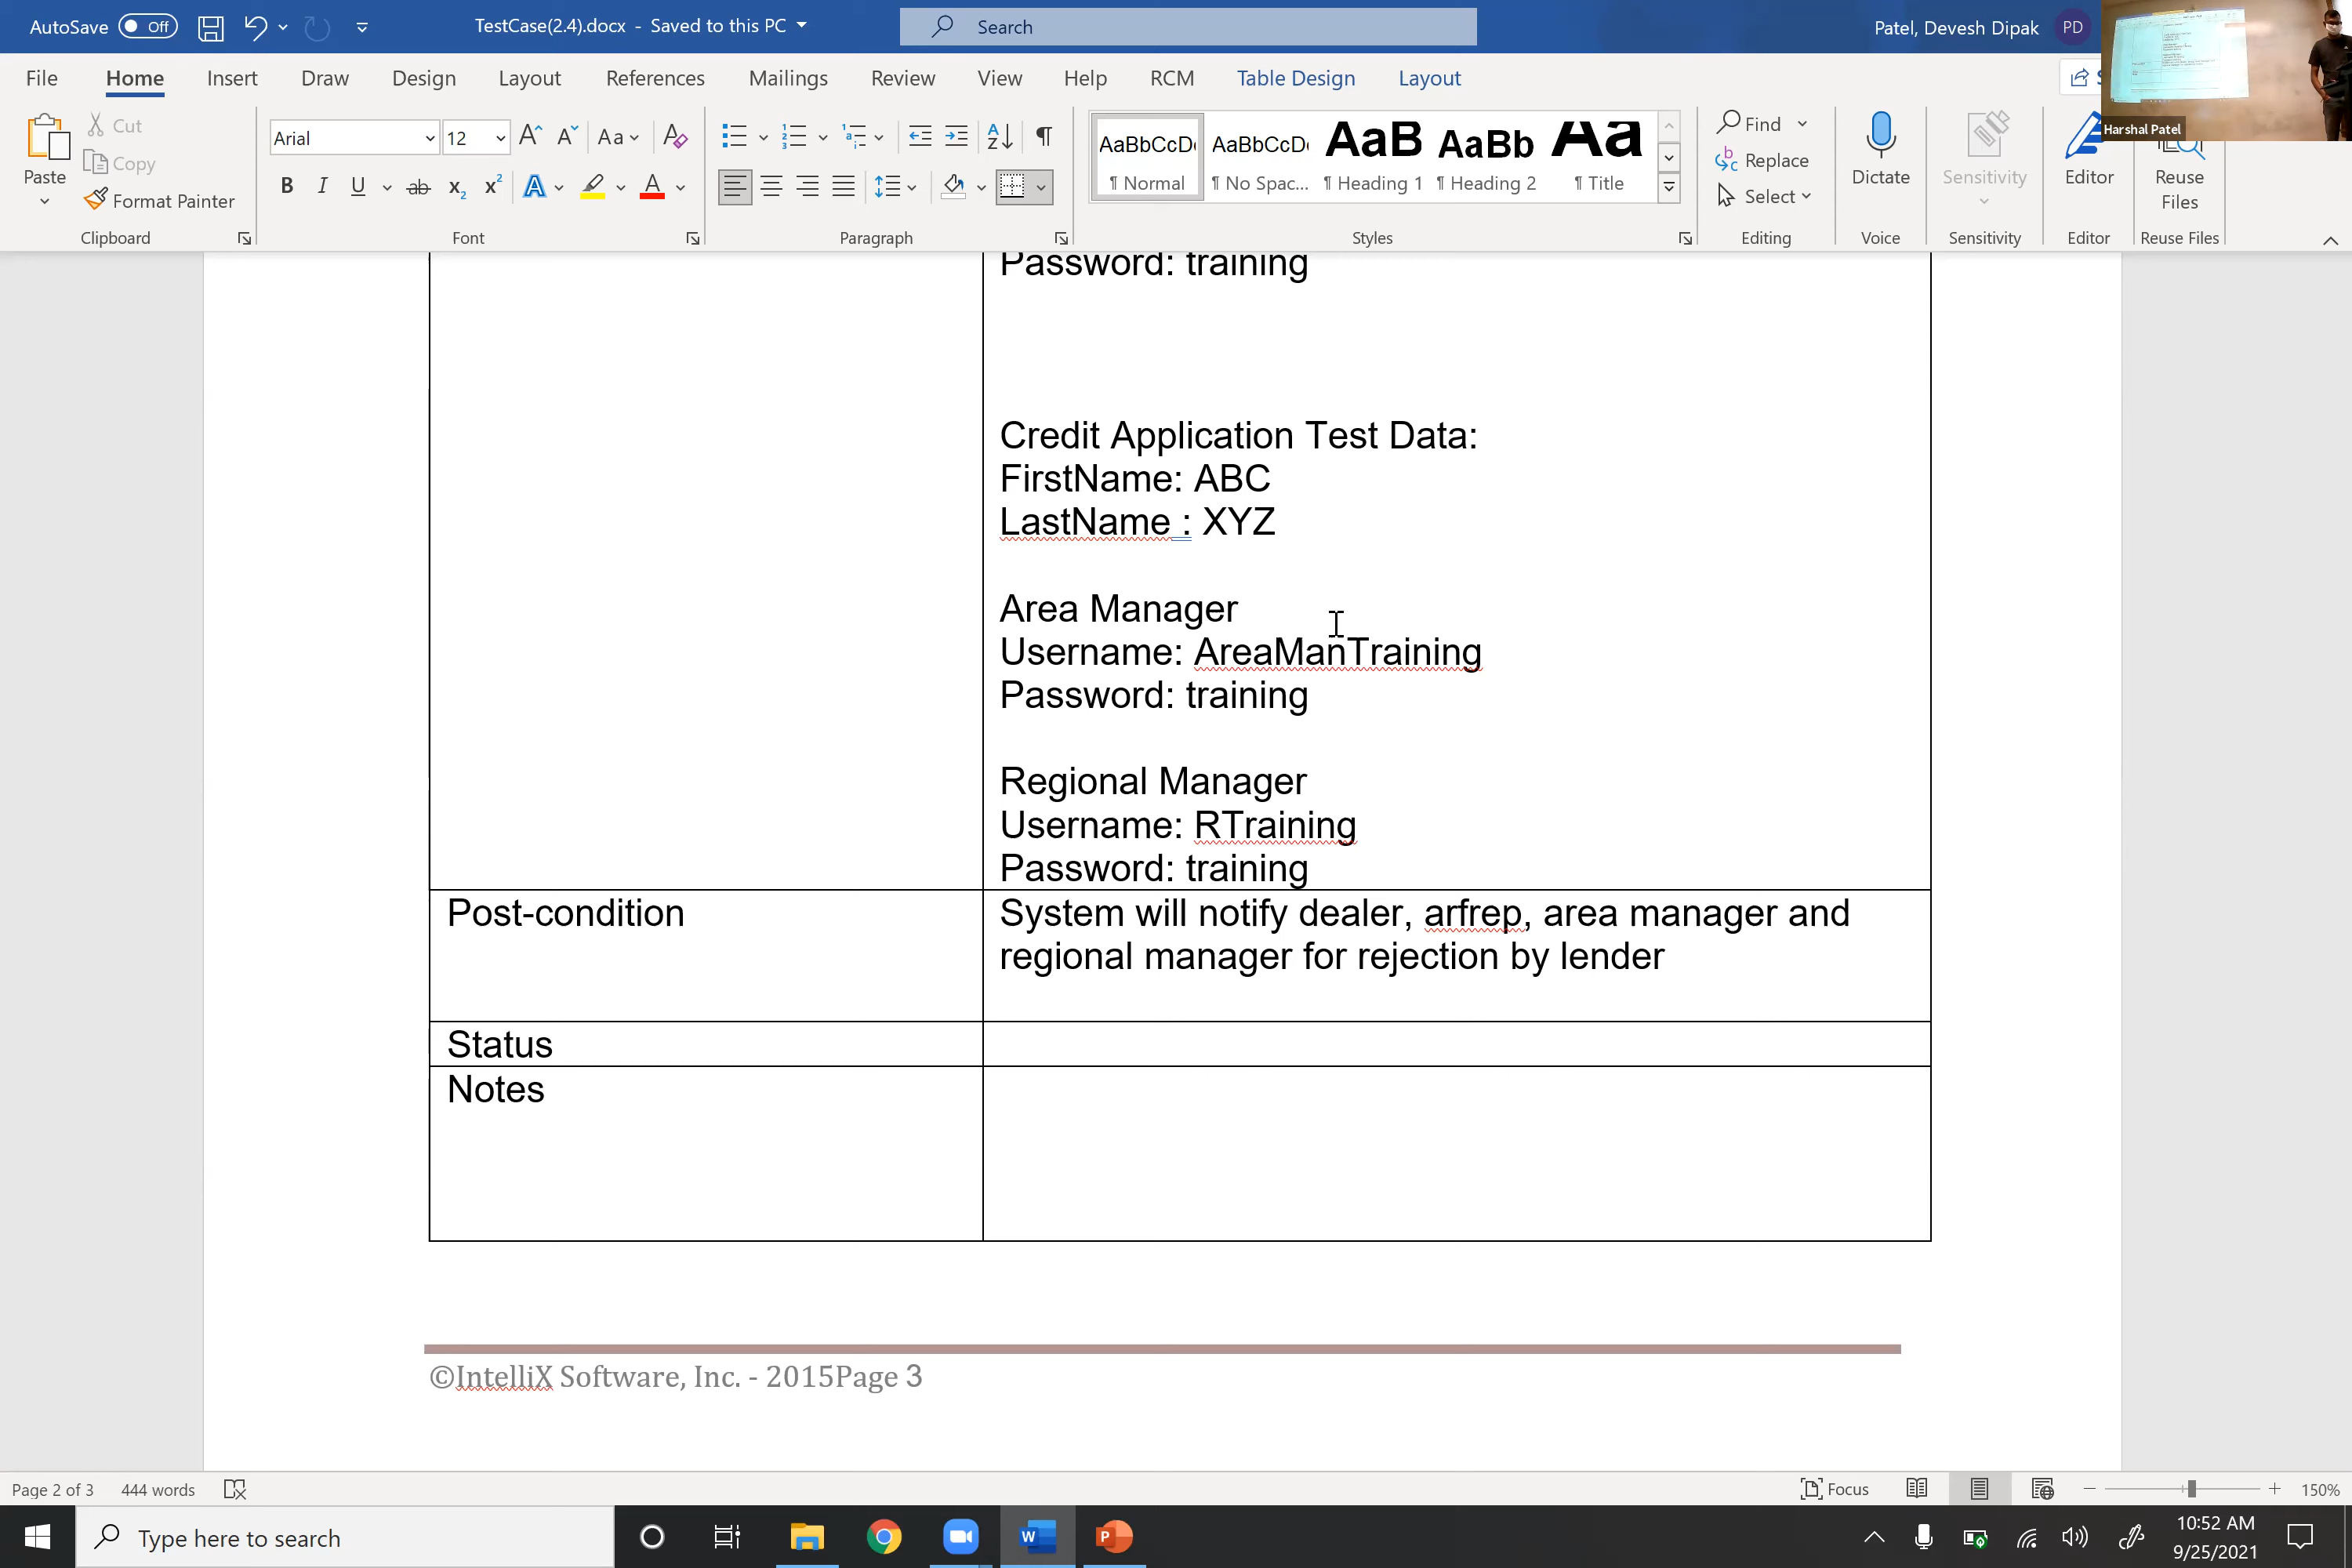 AutoSave Off TestCase(2.4).docx - Saved to this PC Search Patel, Devesh Dipak PD
File Home Insert Draw Design Layout References Mailings Review View Help RCM Table Design Layout
Paste Cut Copy Format Painter
Clipboard
Arial 12 Aa
B I U ab x₂ x² A A
Font
Paragraph
AaBbCcDc AaBbCcDc AaB AaBb Aa
¶ Normal ¶ No Spac... ¶ Heading 1 ¶ Heading 2 ¶ Title
Styles
Find
Replace
Select
Editing
Dictate
Voice
Sensitivity
Sensitivity
Editor
Editor
Reuse Files
Reuse Files
Harshal Patel
Password: training
Credit Application Test Data:
FirstName: ABC
LastName : XYZ
Area Manager
Username: AreaManTraining
Password: training
Regional Manager
Username: RTraining
Password: training
Post-condition
System will notify dealer, arfrep, area manager and
regional manager for rejection by lender
Status
Notes
©IntelliX Software, Inc. - 2015Page 3
Page 2 of 3 444 words Focus 150%
Type here to search
10:52 AM
9/25/2021